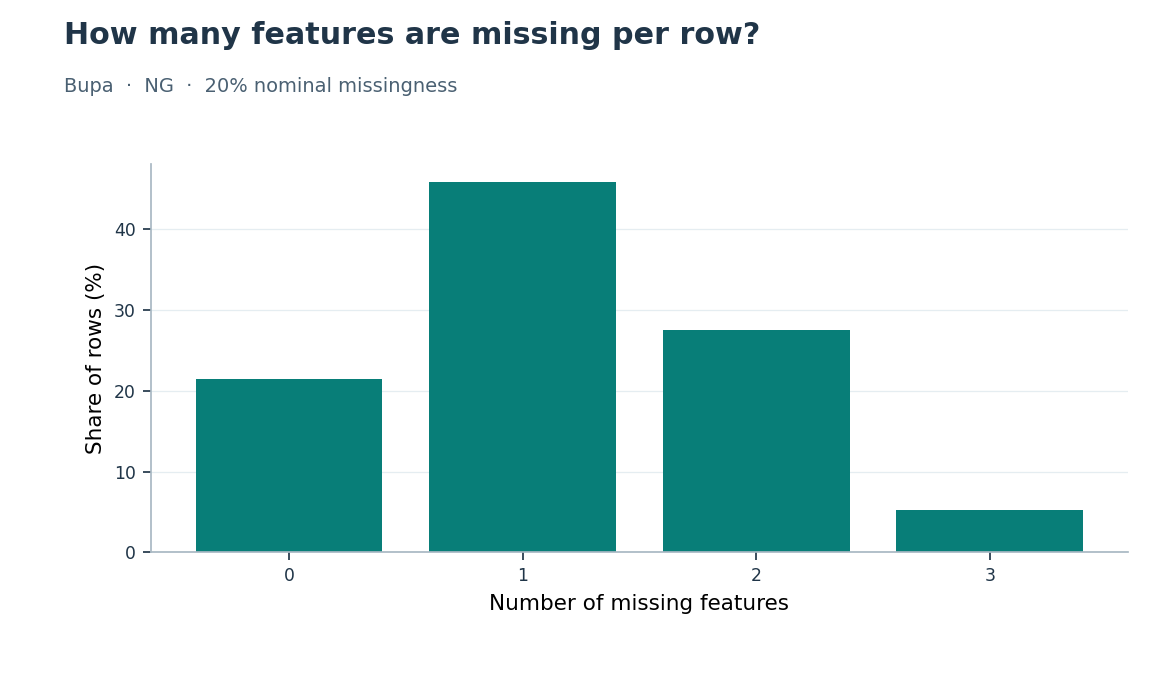 How many features are missing per row?
Bupa · NG · 20% nominal missingness
Share of rows (%)
40
30
20
10
0
0 1 2 3
Number of missing features